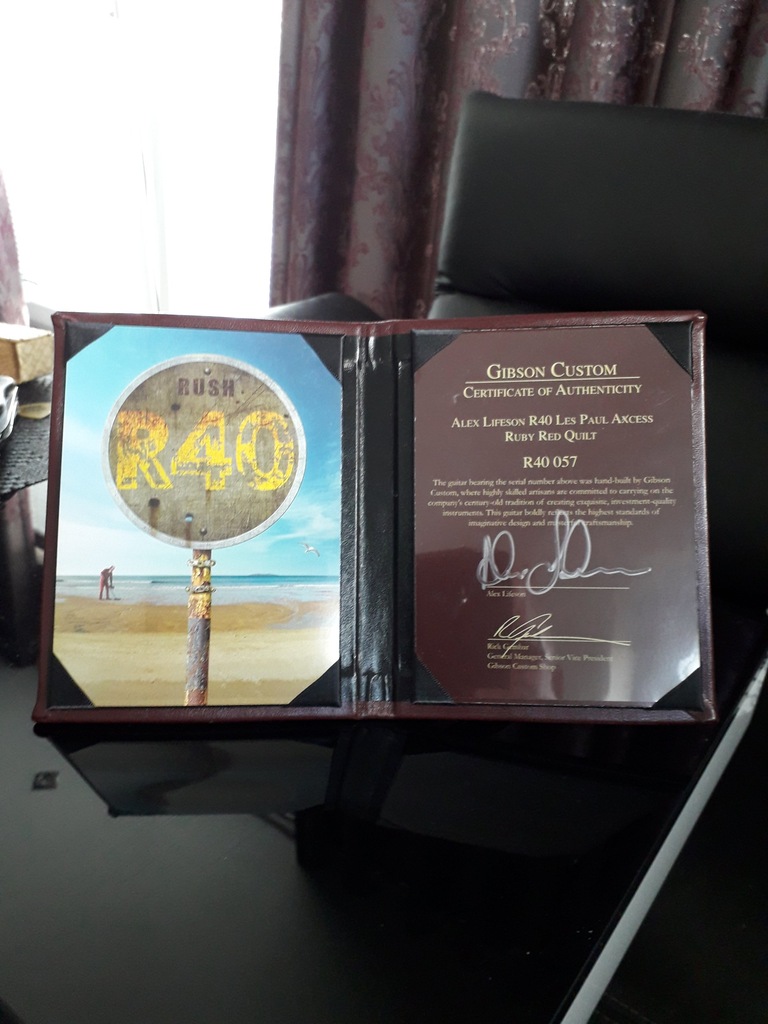 RUSH
R40
GIBSON CUSTOM
CERTIFICATE OF AUTHENTICITY
ALEX LIFESON R40 LES PAUL AXCESS
RUBY RED QUILT
R40 057
The guitar bearing the serial number above was hand-built by Gibson
Custom, where highly skilled artisans are committed to carrying on the
company's century-old tradition of creating exquisite, investment-quality
instruments. This guitar boldly reflects the highest standards of
imaginative design and masterful craftsmanship.
Alex Lifeson
Rick Gembar
General Manager, Senior Vice President
Gibson Custom Shop